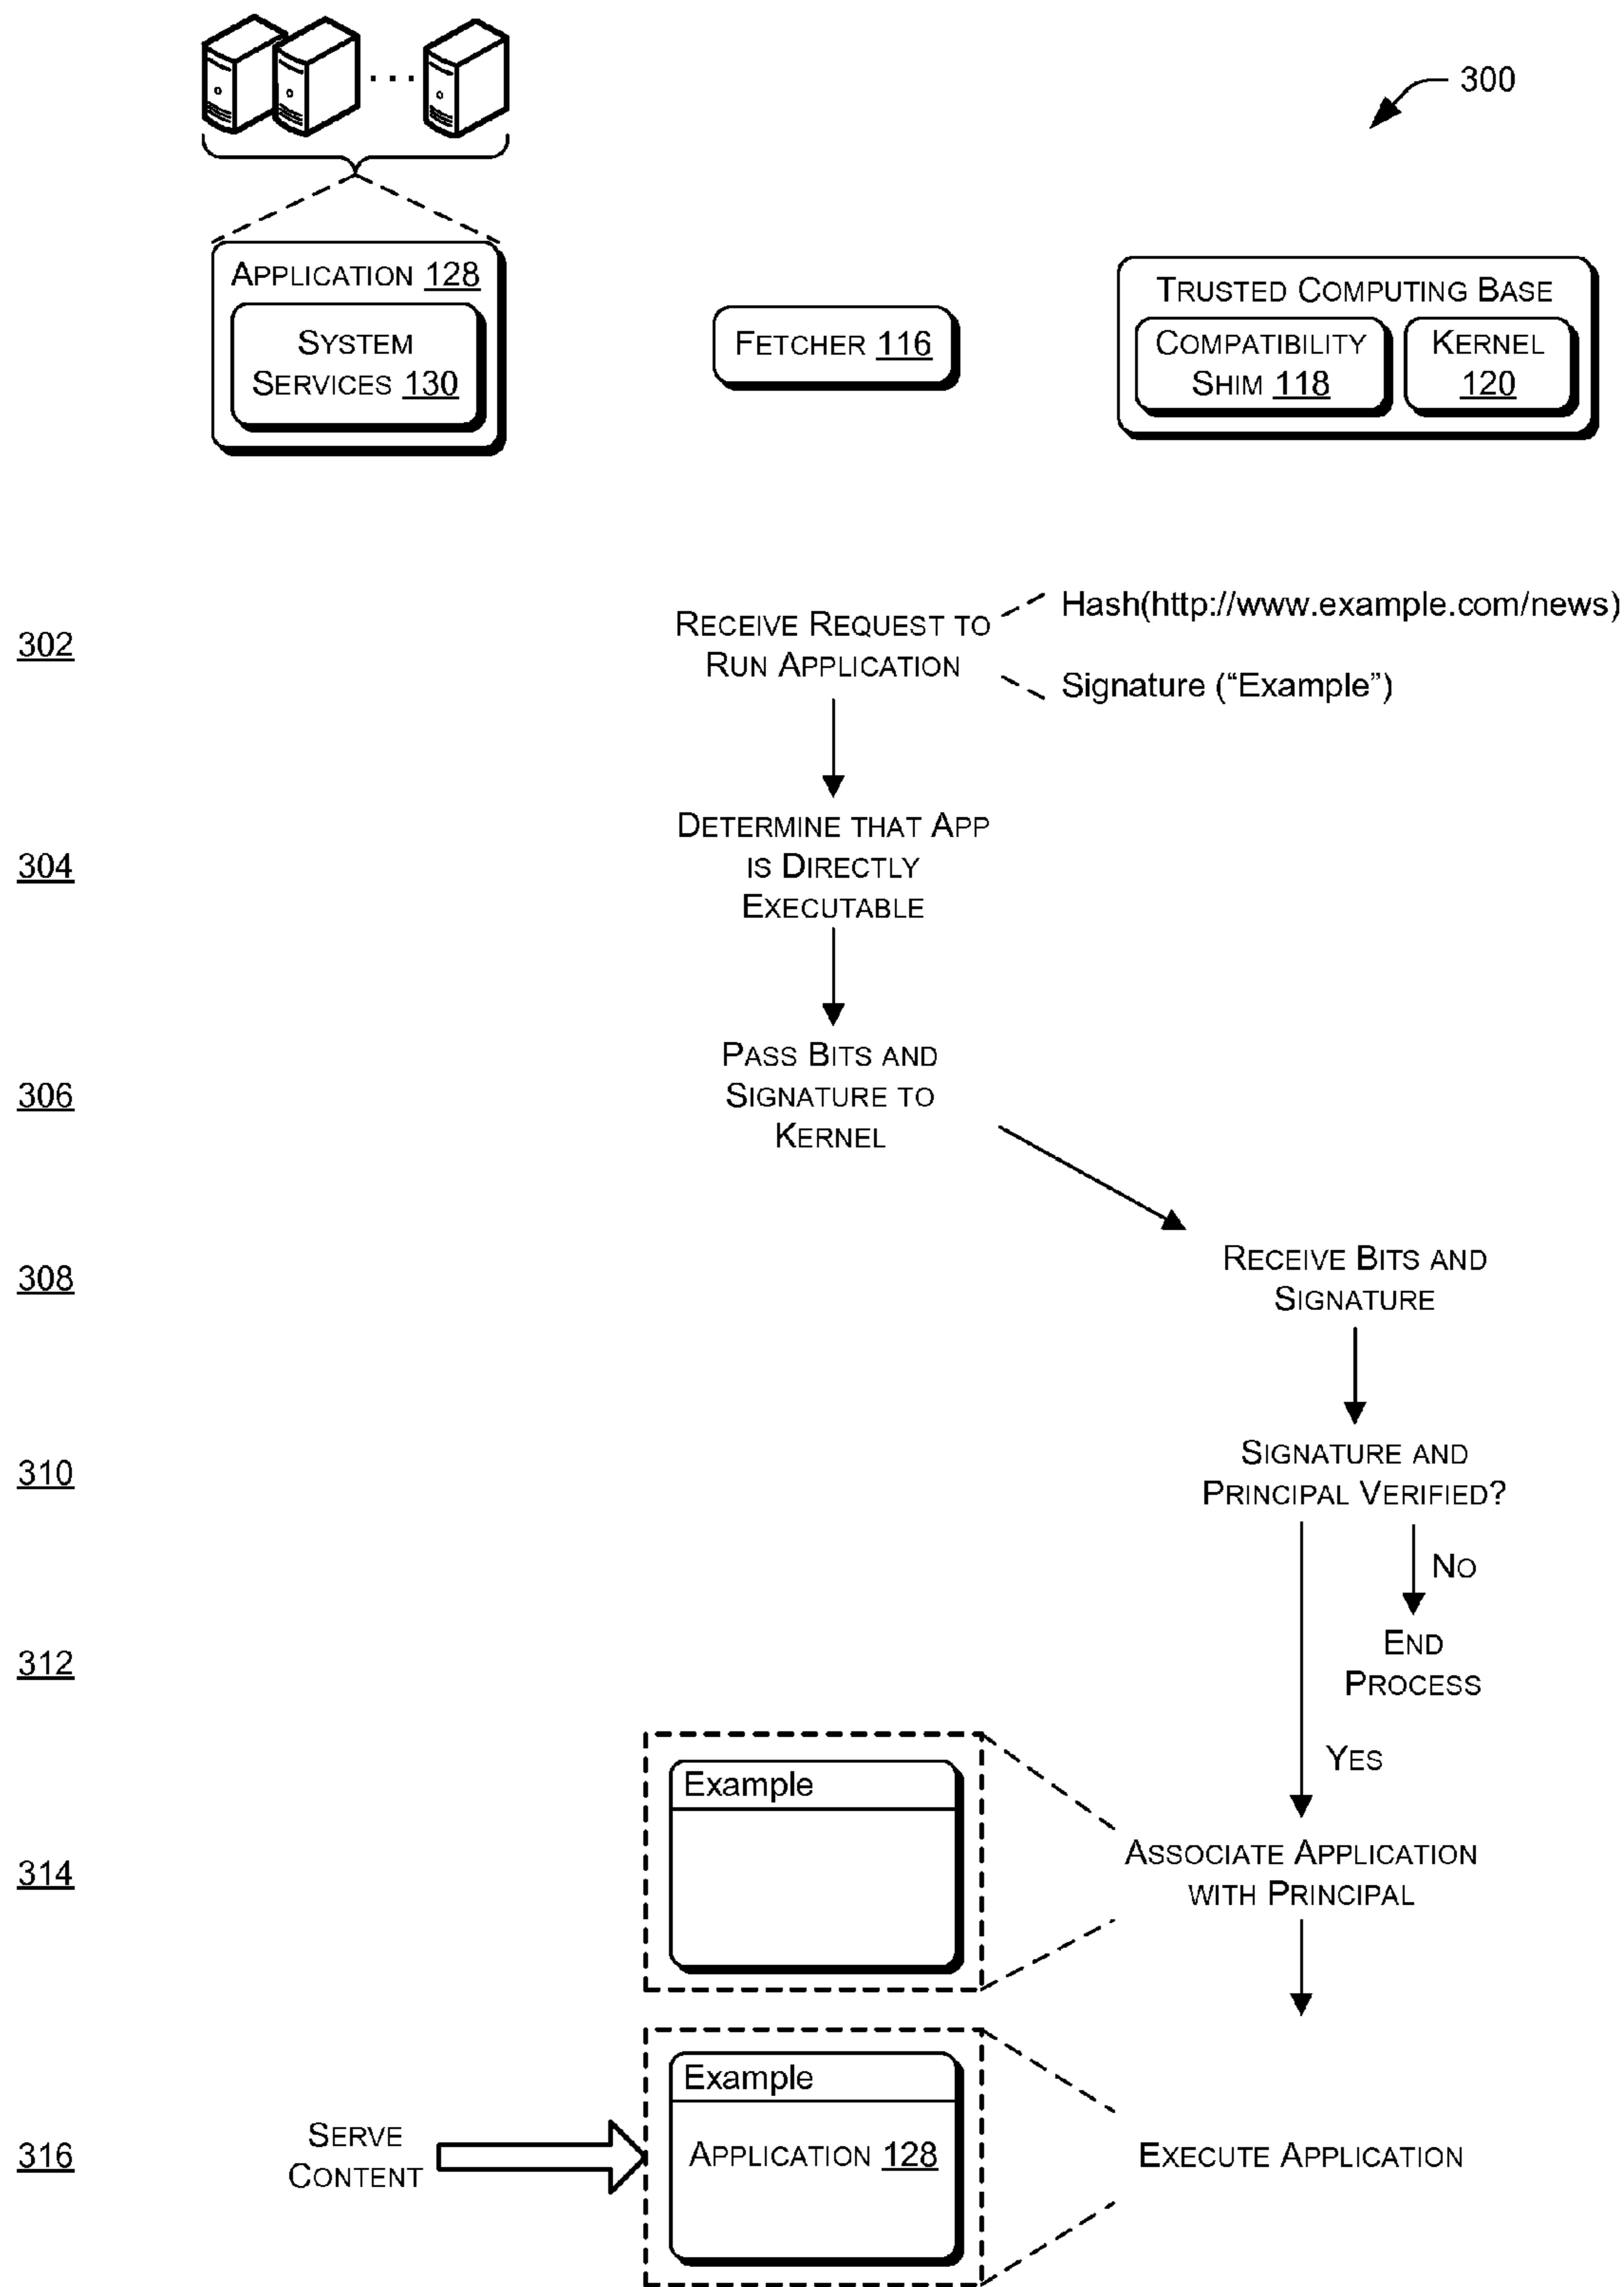 300
APPLICATION 128
SYSTEM
SERVICES 130
FETCHER 116
TRUSTED COMPUTING BASE
COMPATIBILITY
SHIM 118
KERNEL
120
302
RECEIVE REQUEST TO
RUN APPLICATION
Hash(http://www.example.com/news)
Signature (“Example”)
304
DETERMINE THAT APP
IS DIRECTLY
EXECUTABLE
306
PASS BITS AND
SIGNATURE TO
KERNEL
308
RECEIVE BITS AND
SIGNATURE
310
SIGNATURE AND
PRINCIPAL VERIFIED?
NO
312
END
PROCESS
YES
314
Example
ASSOCIATE APPLICATION
WITH PRINCIPAL
316
SERVE
CONTENT
Example
APPLICATION 128
EXECUTE APPLICATION